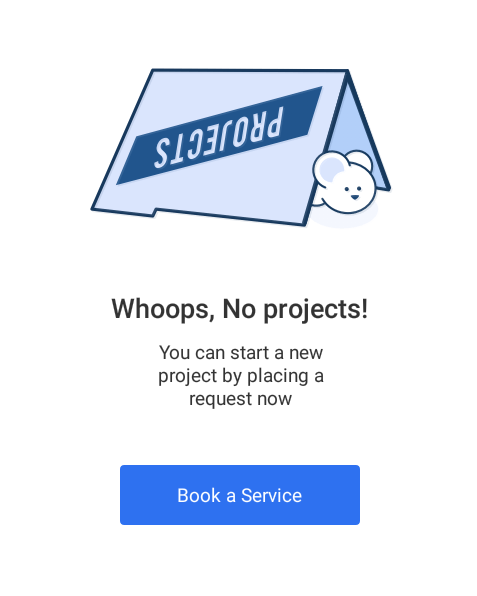 PROJECTS
Whoops, No projects!
You can start a new
project by placing a
request now
Book a Service